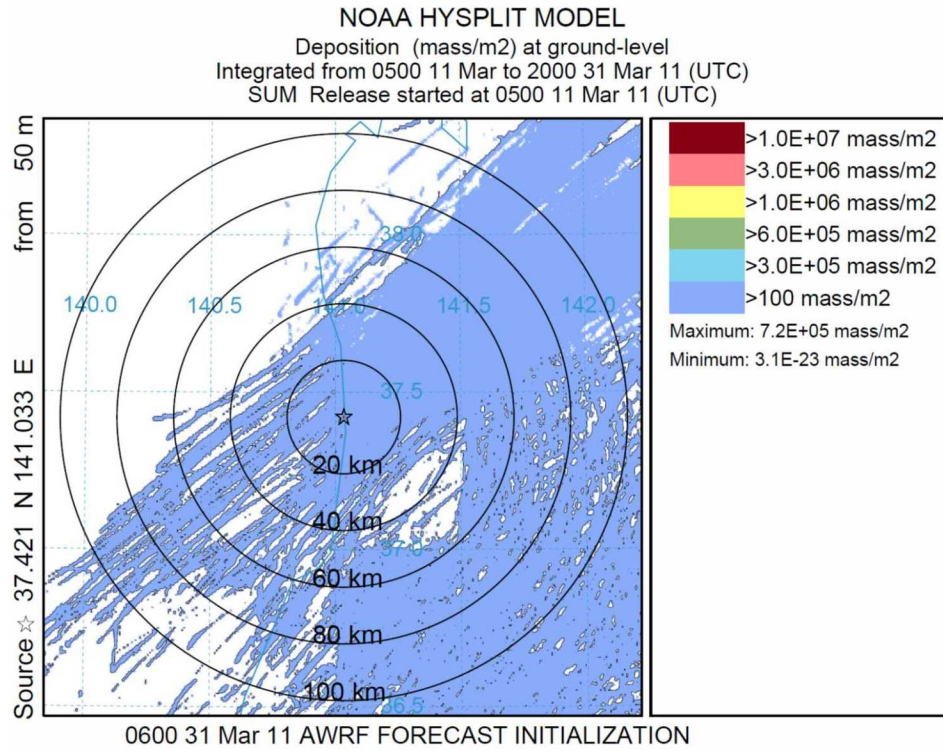 NOAA HYSPLIT MODEL
Deposition (mass/m2) at ground-level
Integrated from 0500 11 Mar to 2000 31 Mar 11 (UTC)
SUM Release started at 0500 11 Mar 11 (UTC)
Source ☆ 37.421 N 141.033 E from 50 m
38.0
140.0 140.5 141.0 141.5 142.0
37.5
20 km
40 km
37.0
60 km
80 km
100 km
36.5
>1.0E+07 mass/m2
>3.0E+06 mass/m2
>1.0E+06 mass/m2
>6.0E+05 mass/m2
>3.0E+05 mass/m2
>100 mass/m2
Maximum: 7.2E+05 mass/m2
Minimum: 3.1E-23 mass/m2
0600 31 Mar 11 AWRF FORECAST INITIALIZATION